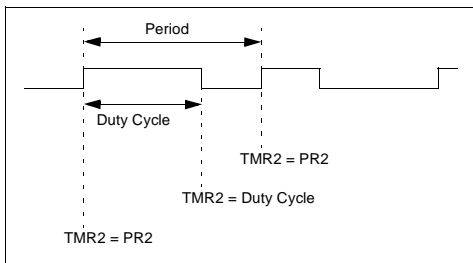 Period
Duty Cycle
TMR2 = PR2
TMR2 = Duty Cycle
TMR2 = PR2